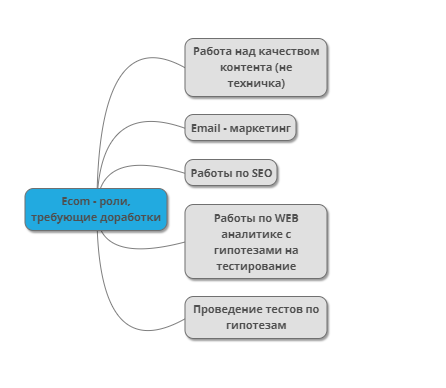 Работа над качеством
контента (не
техничка)
Email - маркетинг
Работы по SEO
Ecom - роли,
требующие доработки
Работы по WEB
аналитике с
гипотезами на
тестирование
Проведение тестов по
гипотезам